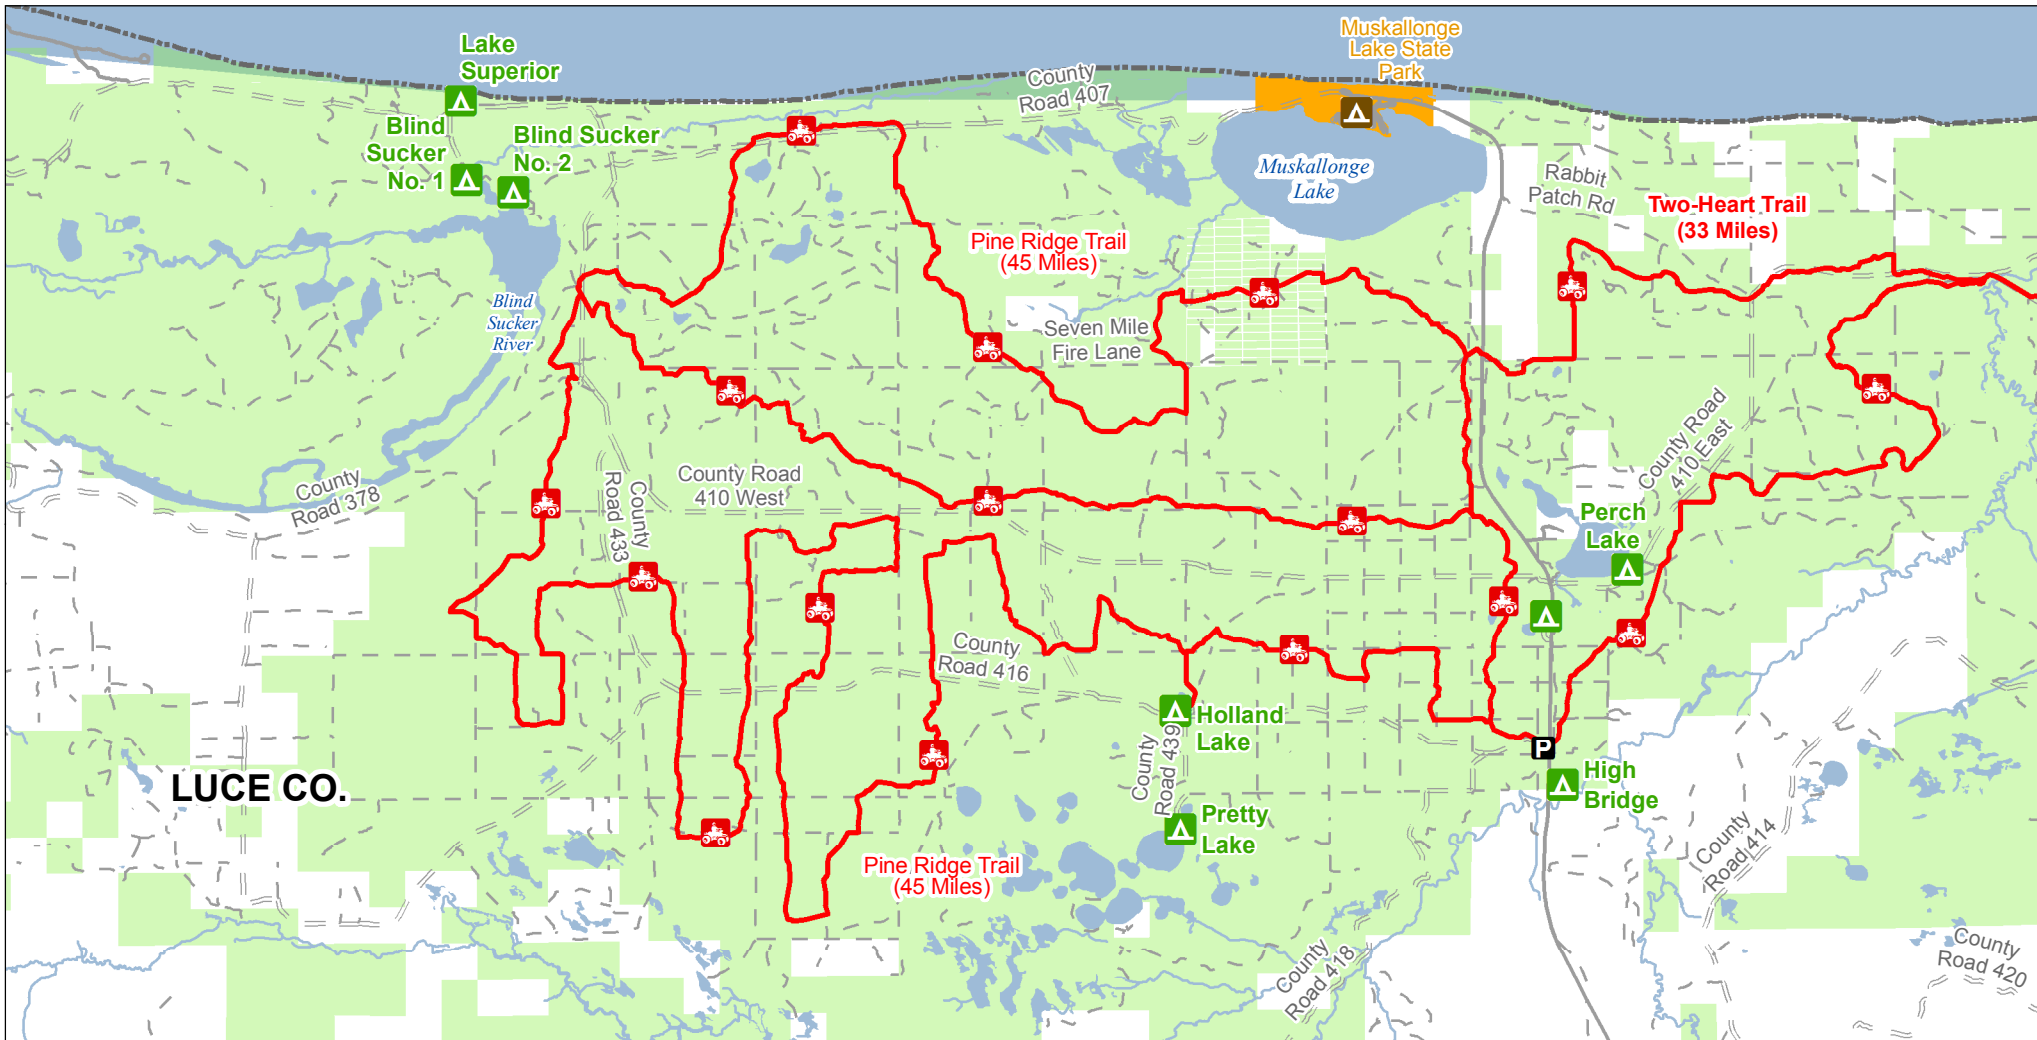 Lake
Superior
Blind
Sucker
No. 1
Blind Sucker
No. 2
County
Road 407
Muskallonge
Lake State
Park
Muskallonge
Lake
Rabbit
Patch Rd
Two-Heart Trail
(33 Miles)
Pine Ridge Trail
(45 Miles)
Blind
Sucker
River
Seven Mile
Fire Lane
County
Road 378
County
Road 433
County Road
410 West
County Road
410 East
Perch
Lake
County
Road 416
Holland
Lake
County
Road 439
P
High
Bridge
LUCE CO.
Pretty
Lake
County
Road 414
Pine Ridge Trail
(45 Miles)
County
Road 418
County
Road 420